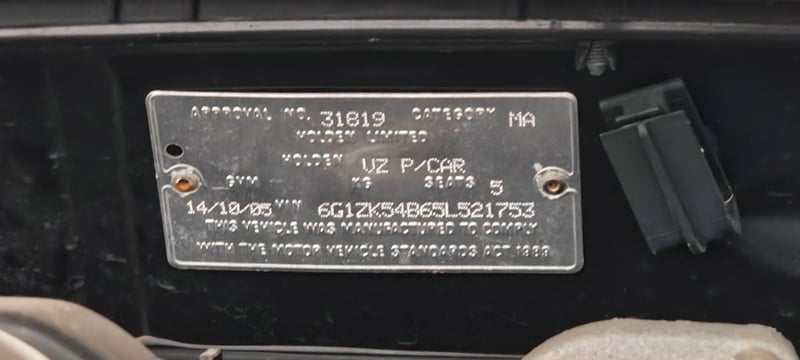 APPROVAL NO. 31819 CATEGORY MA
HOLDEN LIMITED
HOLDEN VZ P/CAR
GVM KG SEATS 5
14/10/05 VIN 6G1ZK54B65L521753
THIS VEHICLE WAS MANUFACTURED TO COMPLY
WITH THE MOTOR VEHICLE STANDARDS ACT 1989